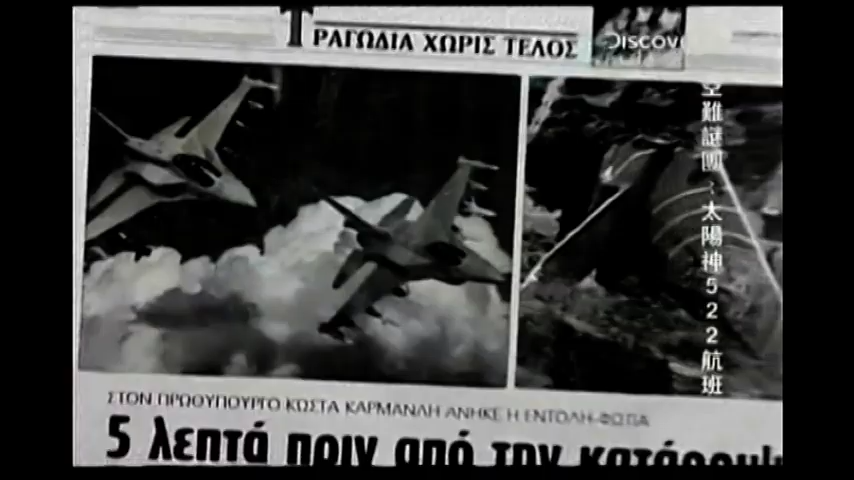 ΤΡΑΓΩΔΙΑ ΧΩΡΙΣ ΤΕΛΟΣ
Discov
空難謎團：太陽神522航班
ΣΤΟΝ ΠΡΩΘΥΠΟΥΡΓΟ ΚΩΣΤΑ ΚΑΡΜΑΝΛΗ ΑΝΗΚΕ Η ΕΝΤΟΛΗ-ΦΩΤΙΑ
5 λεπτά πριν από την